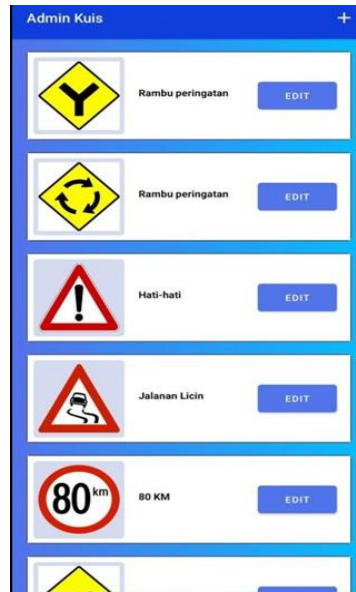 Admin Kuis +
Rambu peringatan EDIT
Rambu peringatan EDIT
Hati-hati EDIT
Jalanan Licin EDIT
80 km 80 KM EDIT